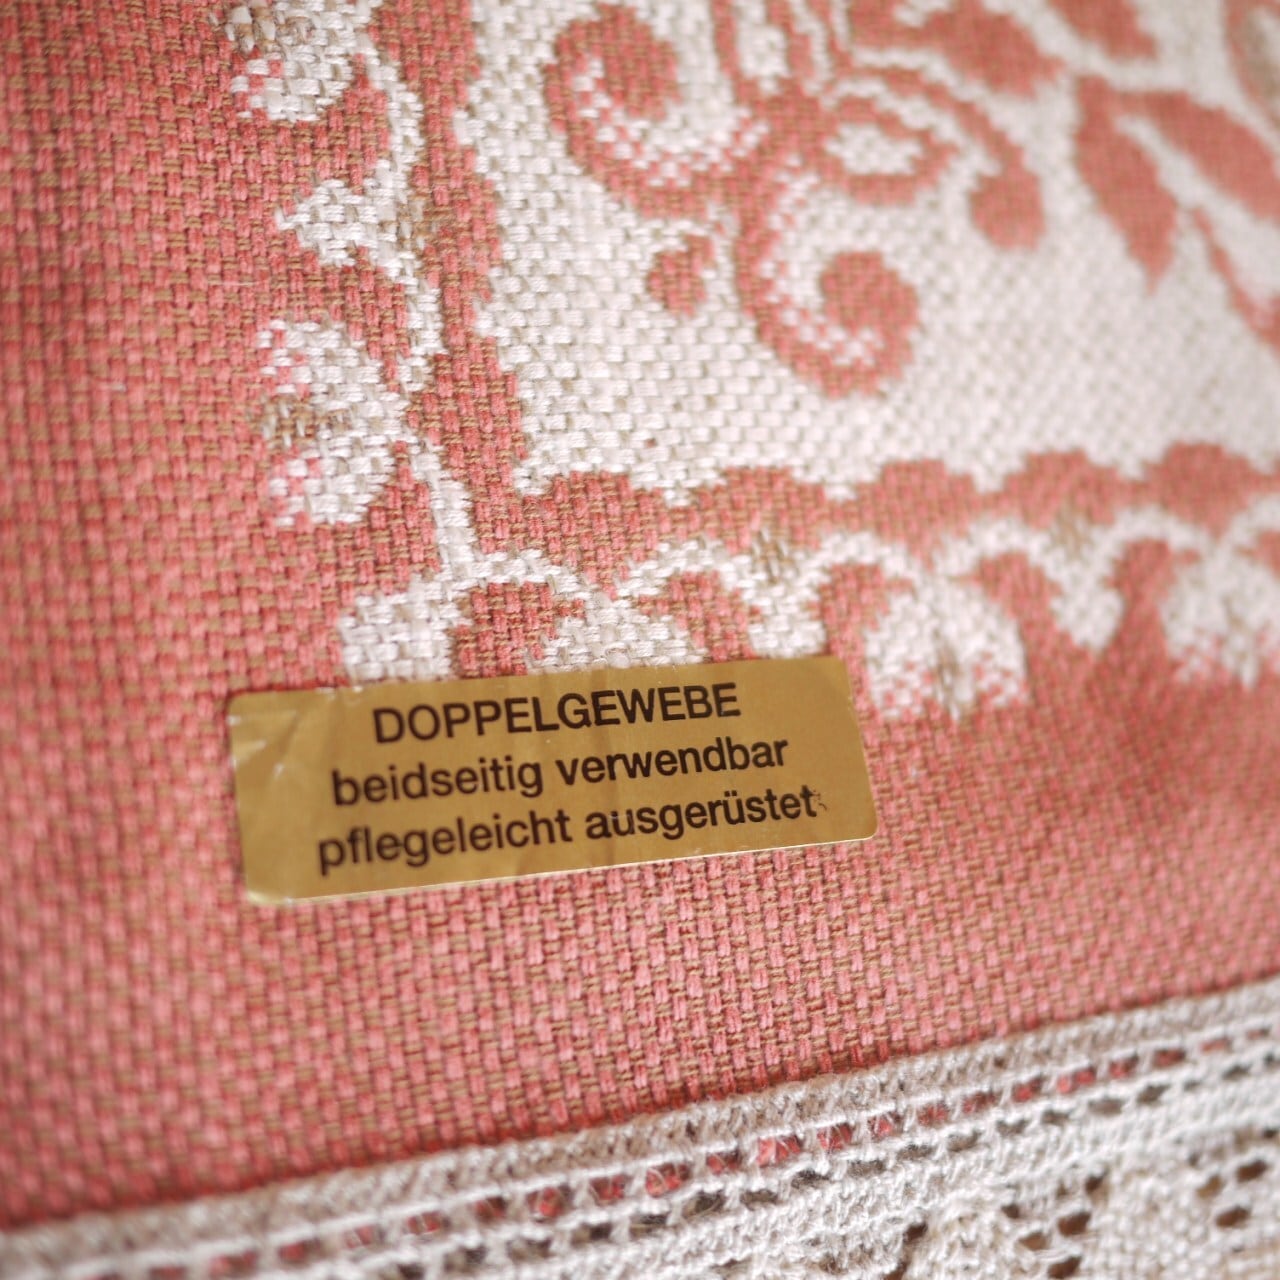 DOPPELGEWEBE
beidseitig verwendbar
pflegeleicht ausgerüstet